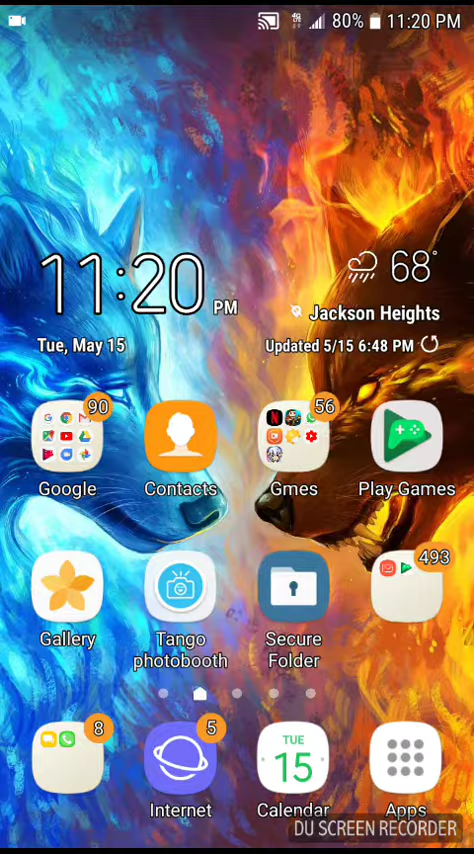 80% 11:20 PM
11:20 PM
68°
Jackson Heights
Tue, May 15
Updated 5/15 6:48 PM
90
56
Google
Contacts
Gmes
Play Games
493
Gallery
Tango
photobooth
Secure
Folder
8
5
TUE
15
Internet
Calendar
Apps
DU SCREEN RECORDER